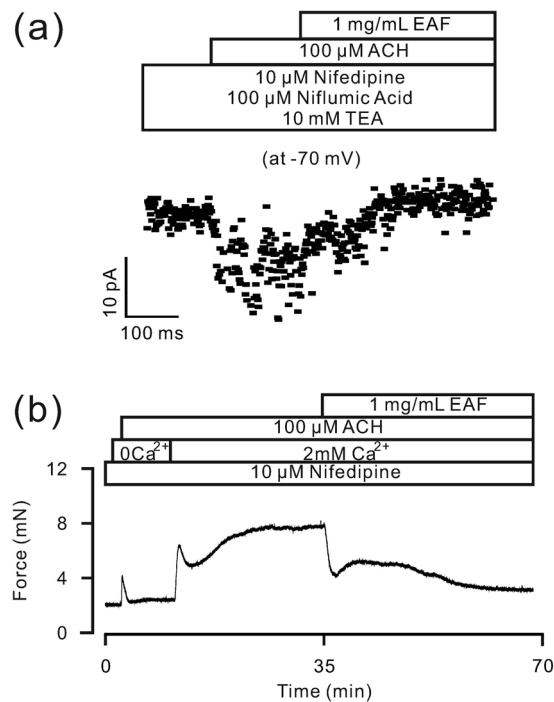 (a)
1 mg/mL EAF
100 µM ACH
10 µM Nifedipine
100 µM Niflumic Acid
10 mM TEA
(at -70 mV)
10 pA
100 ms
(b)
1 mg/mL EAF
100 µM ACH
0Ca²⁺ 2mM Ca²⁺
10 µM Nifedipine
12
8
4
0
Force (mN)
0 35 70
Time (min)